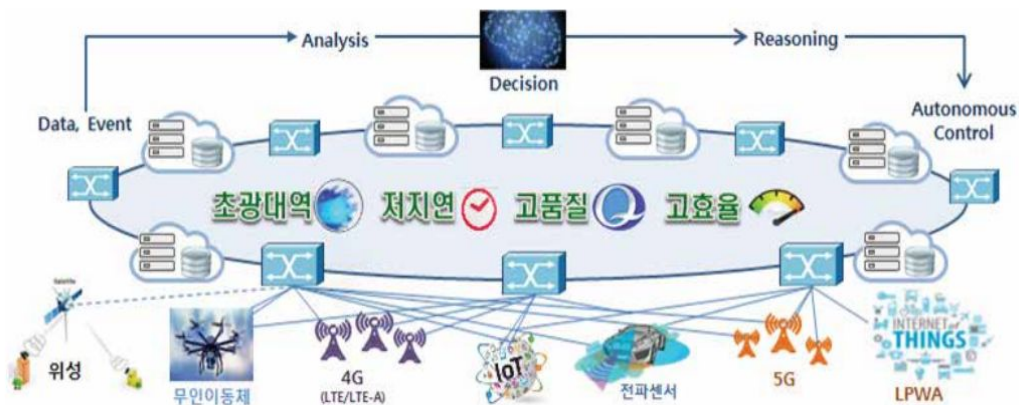 Analysis
Reasoning
Decision
Data, Event
Autonomous
Control
초광대역 저지연 고품질 고효율
Satellite
위성
무인이동체
4G
(LTE/LTE-A)
IoT
전파센서
5G
INTERNET of
THINGS
LPWA